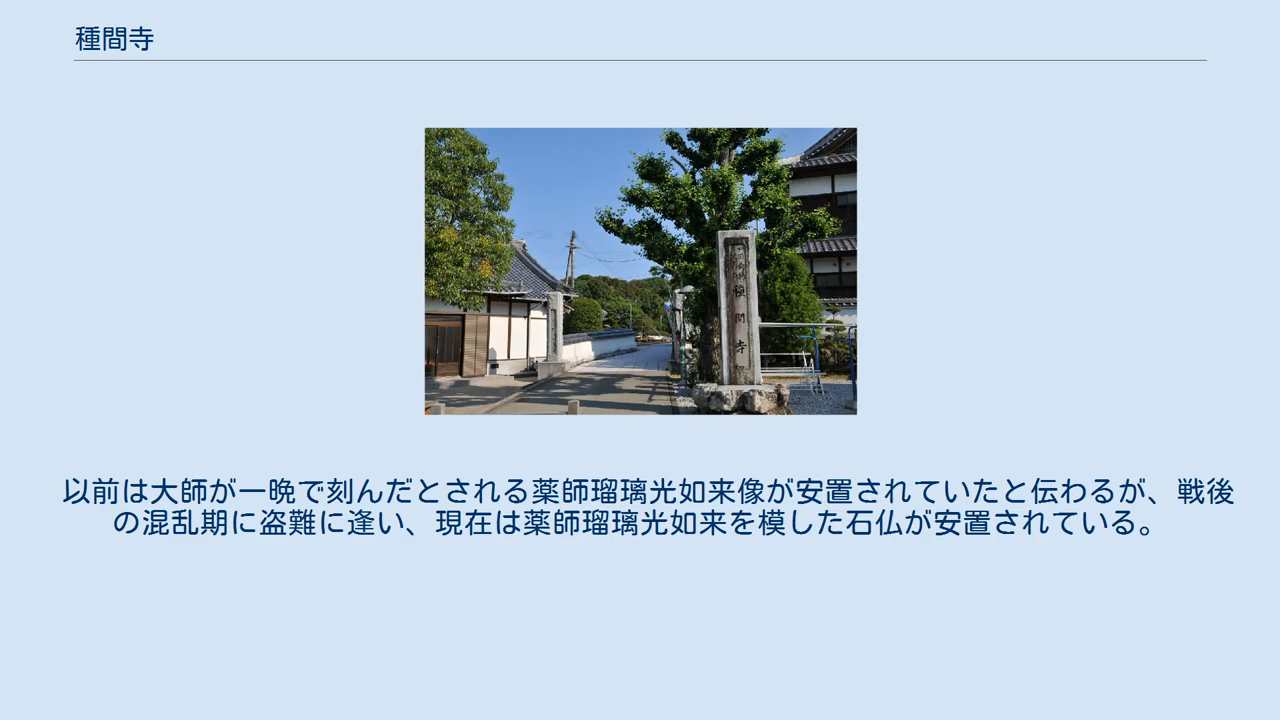 種間寺
種間寺
以前は大師が一晩で刻んだとされる薬師瑠璃光如来像が安置されていたと伝わるが、戦後
の混乱期に盗難に逢い、現在は薬師瑠璃光如来を模した石仏が安置されている。